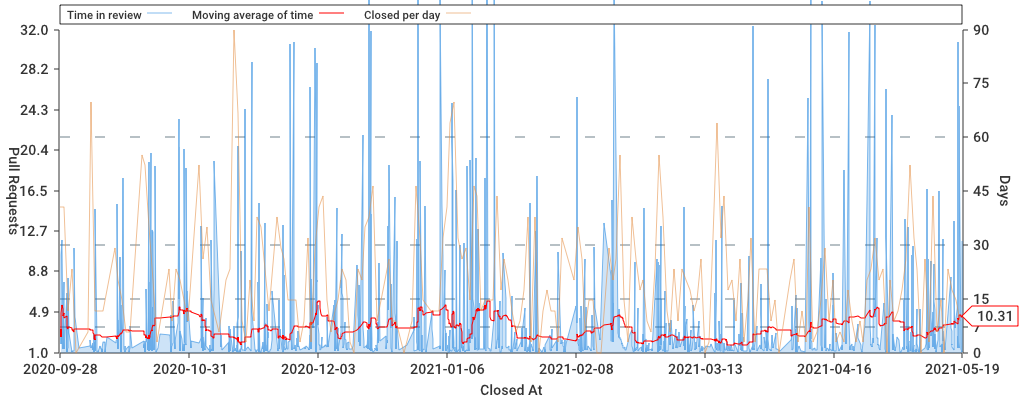 Time in review Moving average of time Closed per day
32.0 90
28.2 75
24.3
60
20.4
16.5 45
12.7 30
8.8
15
4.9 10.31
7
1.0 0
Pull Requests
Days
2020-09-28 2020-10-31 2020-12-03 2021-01-06 2021-02-08 2021-03-13 2021-04-16 2021-05-19
Closed At